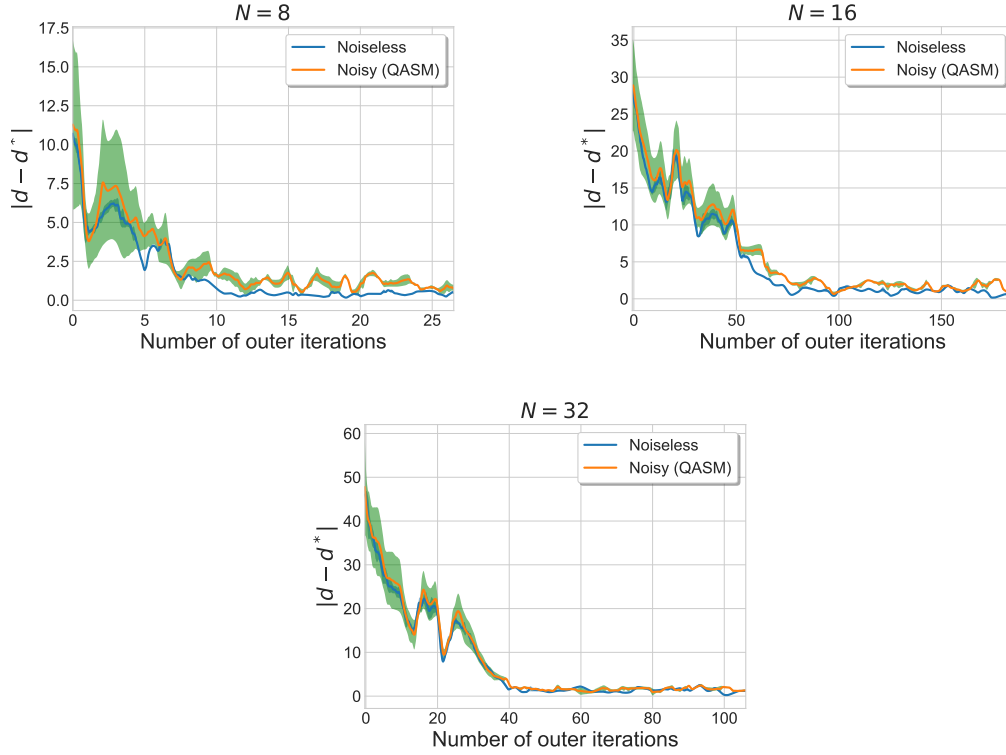 N = 8
17.5
15.0
12.5
10.0
7.5
5.0
2.5
0.0
|d − d*|
Noiseless
Noisy (QASM)
0 5 10 15 20 25
Number of outer iterations
N = 16
35
30
25
20
15
10
5
0
|d − d*|
Noiseless
Noisy (QASM)
0 50 100 150
Number of outer iterations
N = 32
60
50
40
30
20
10
0
|d − d*|
Noiseless
Noisy (QASM)
0 20 40 60 80 100
Number of outer iterations